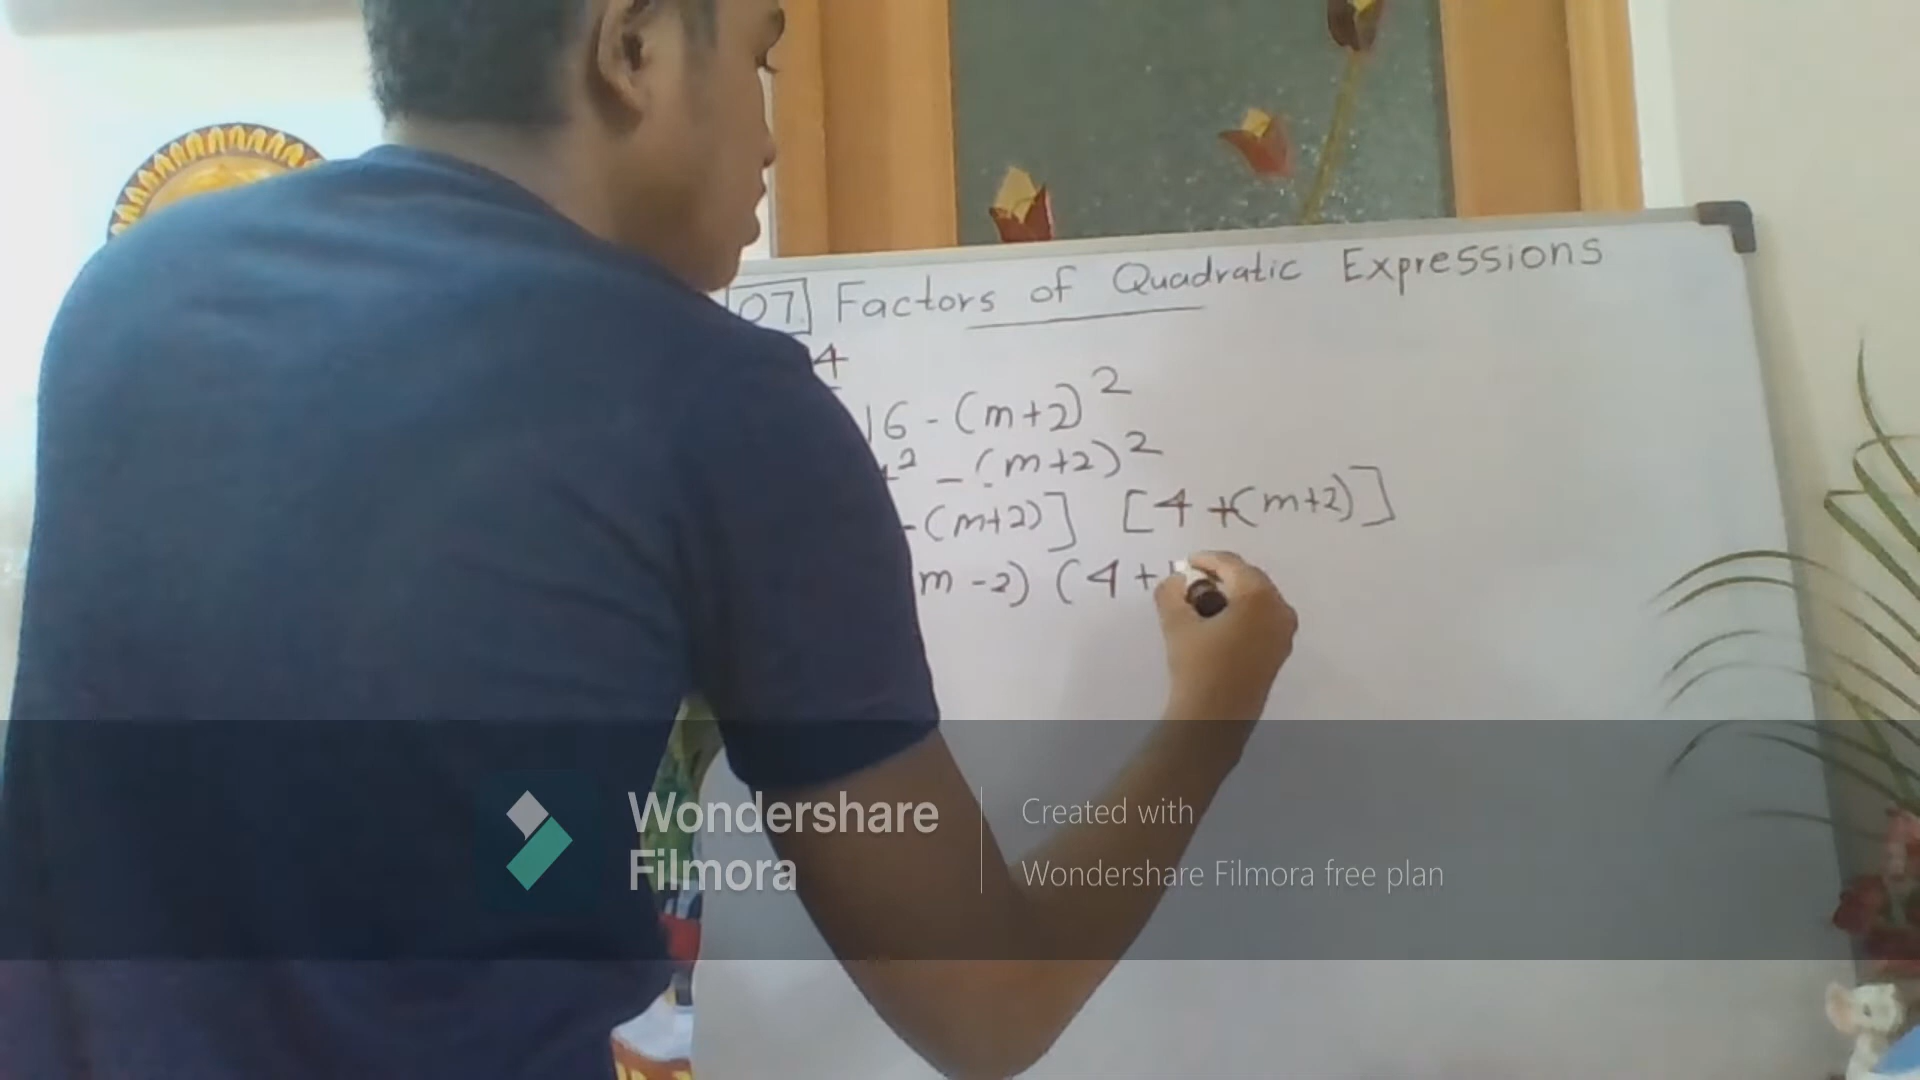 07. Factors of Quadratic Expressions
4
16 - (m+2)²
² - (m+2)²
- (m+2)] [4 + (m+2)]
m - 2) (4 +
Wondershare Filmora
Created with
Wondershare Filmora free plan